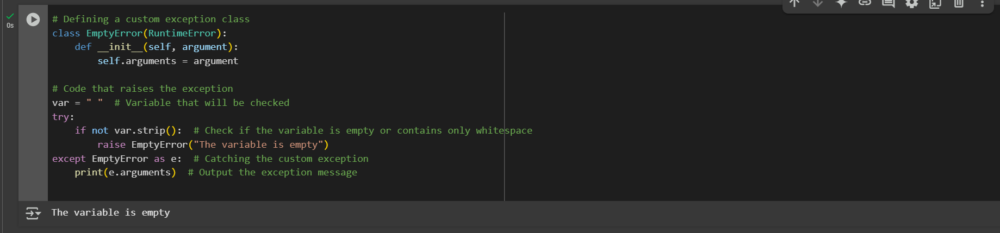 0s
# Defining a custom exception class
class EmptyError(RuntimeError):
    def __init__(self, argument):
        self.arguments = argument

# Code that raises the exception
var = " "  # Variable that will be checked
try:
    if not var.strip():  # Check if the variable is empty or contains only whitespace
        raise EmptyError("The variable is empty")
except EmptyError as e:  # Catching the custom exception
    print(e.arguments)  # Output the exception message
The variable is empty